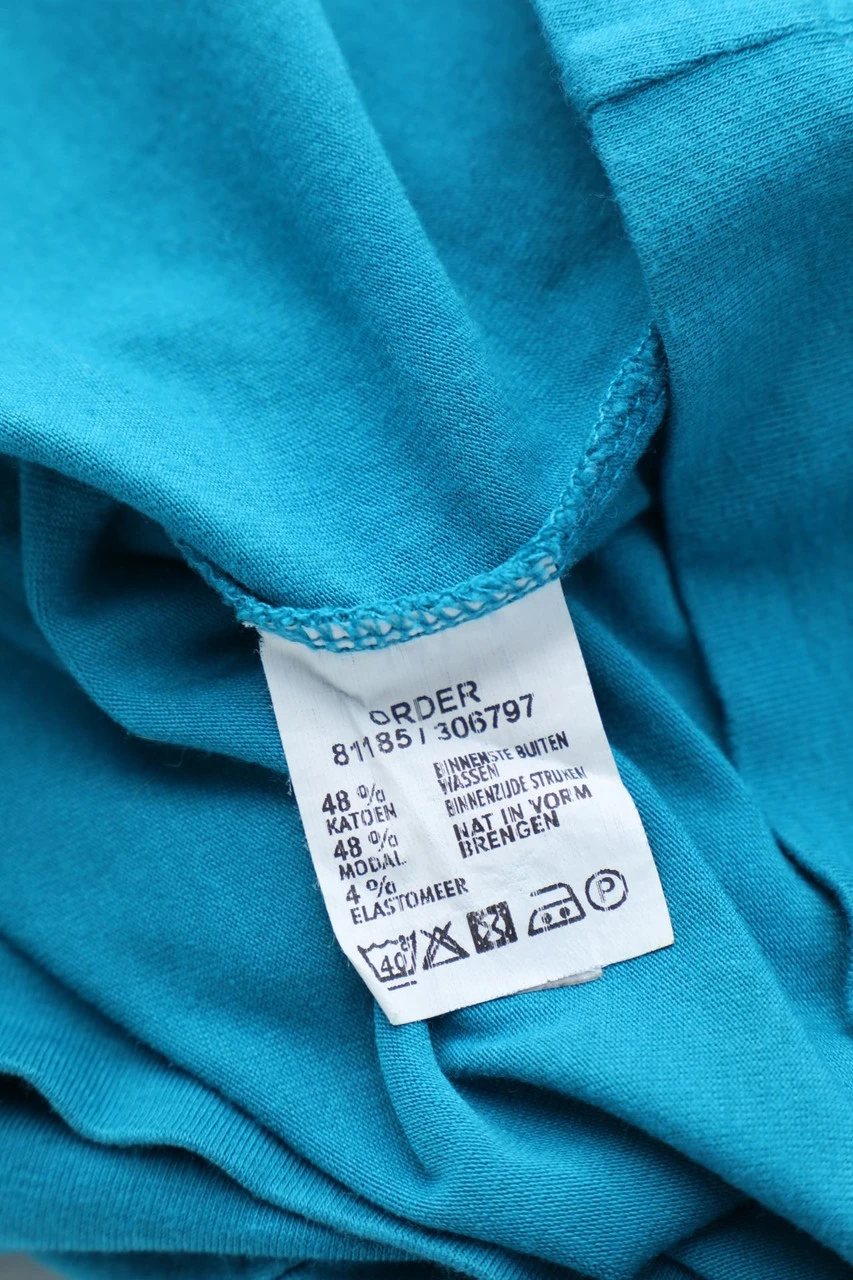 ORDER
81185 / 306797
48 %
KATOEN
48 %
MODAL
4 %
ELASTOMEER
BINNENSTE BUITEN
WASSEN
BINNENZIJDE STRIJKEN
NAT IN VORM
BRENGEN
40°
P